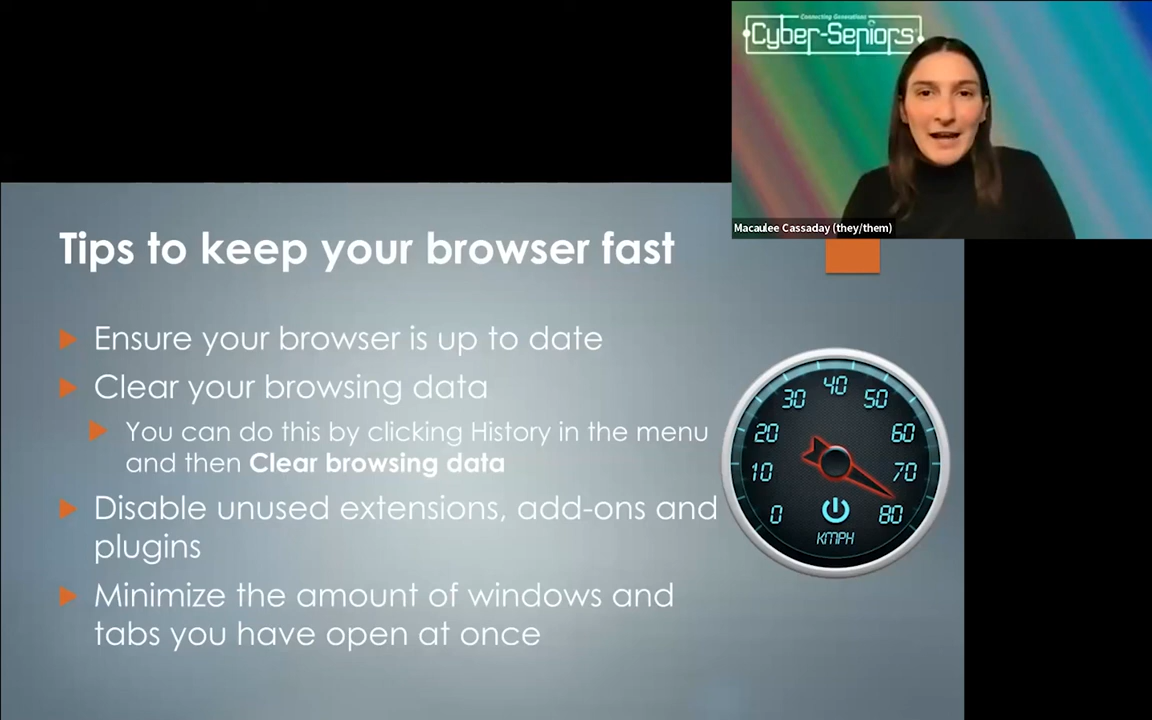 Connecting Generations
Cyber-Seniors
Macaulee Cassaday (they/them)
Tips to keep your browser fast
Ensure your browser is up to date
Clear your browsing data
You can do this by clicking History in the menu
and then Clear browsing data
Disable unused extensions, add-ons and
plugins
Minimize the amount of windows and
tabs you have open at once
40
30 50
20 60
10 70
0 80
KMPH